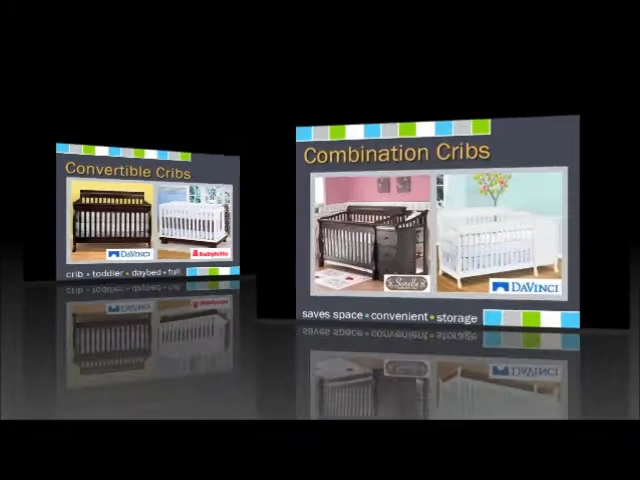 Convertible Cribs
DAVINCI
babyletto
crib • toddler • daybed • full
Combination Cribs
Sorelle
DAVINCI
saves space • convenient • storage